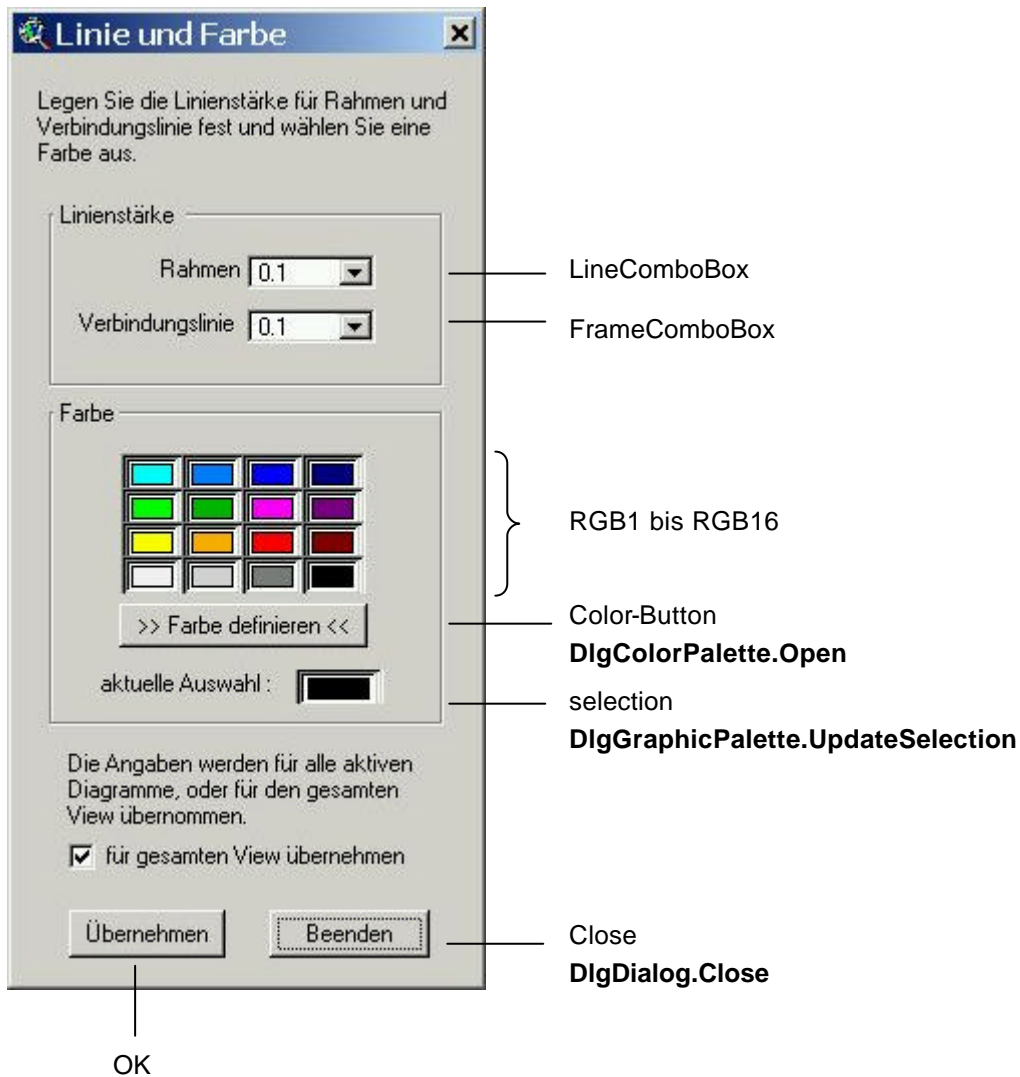 Linie und Farbe
Legen Sie die Linienstärke für Rahmen und
Verbindungslinie fest und wählen Sie eine
Farbe aus.
Linienstärke
Rahmen 0.1
LineComboBox
Verbindungslinie 0.1
FrameComboBox
Farbe
RGB1 bis RGB16
>> Farbe definieren <<
Color-Button
DlgColorPalette.Open
aktuelle Auswahl :
selection
DlgGraphicPalette.UpdateSelection
Die Angaben werden für alle aktiven
Diagramme, oder für den gesamten
View übernommen.
für gesamten View übernehmen
Übernehmen
Beenden
Close
DlgDialog.Close
OK